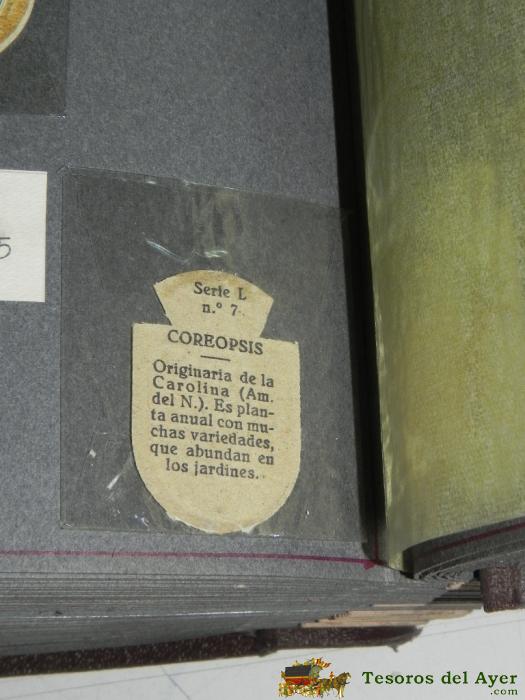 5
Serie L
n.º 7
COREOPSIS
Originaria de la
Carolina (Am.
del N.). Es plan-
ta anual con mu-
chas variedades,
que abundan en
los jardines.
Tesoros del Ayer
.com